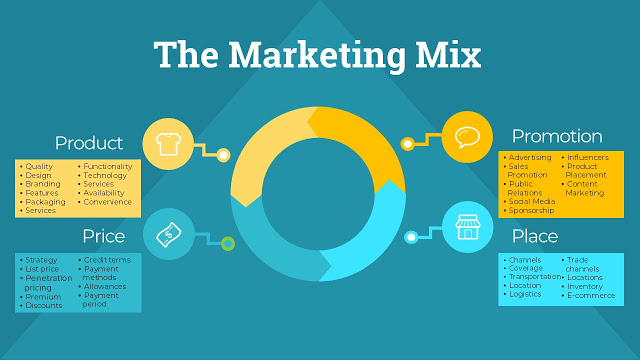 The Marketing Mix
Product
• Quality
• Design
• Branding
• Features
• Packaging
• Services
• Functionality
• Technology
• Services
• Availability
• Convenience
Promotion
• Advertising
• Sales
Promotion
• Public
Relations
• Social Media
• Sponsorship
• Influencers
• Product
Placement
• Content
Marketing
Price
• Strategy
• List price
• Penetration
pricing
• Premium
• Discounts
• Credit terms
• Payment
methods
• Allowances
• Payment
period
$
Place
• Channels
• Coverage
• Transportation
• Location
• Logistics
• Trade
channels
• Locations
• Inventory
• E-commerce